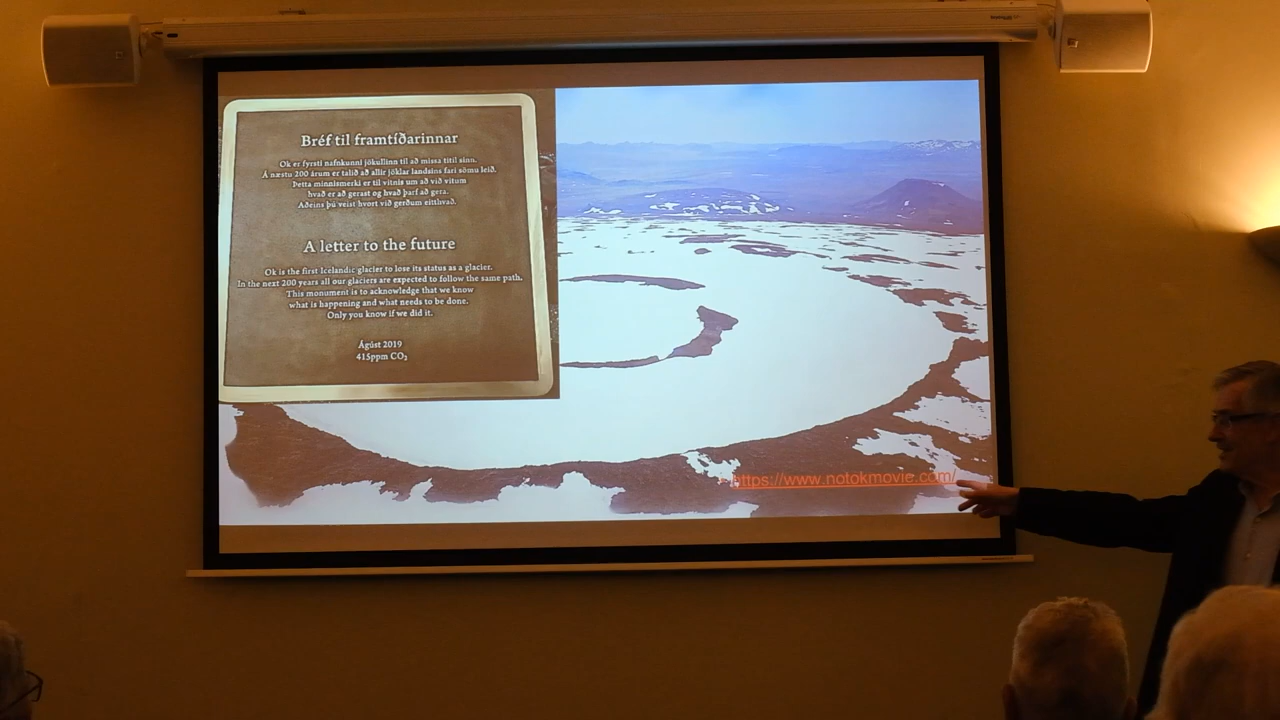 Bréf til framtíðarinnar
Ok er fyrsti nafnkunni jökullinn til að missa titil sinn.
Á næstu 200 árum er talið að allir jöklar landsins fari sömu leið.
Þetta minnismerki er til vitnis um að við vitum
hvað er að gerast og hvað þarf að gera.
Aðeins þú veist hvort við gerðum eitthvað.
A letter to the future
Ok is the first Icelandic glacier to lose its status as a glacier.
In the next 200 years all our glaciers are expected to follow the same path.
This monument is to acknowledge that we know
what is happening and what needs to be done.
Only you know if we did it.
Ágúst 2019
415ppm CO₂
https://www.notokmovie.com/